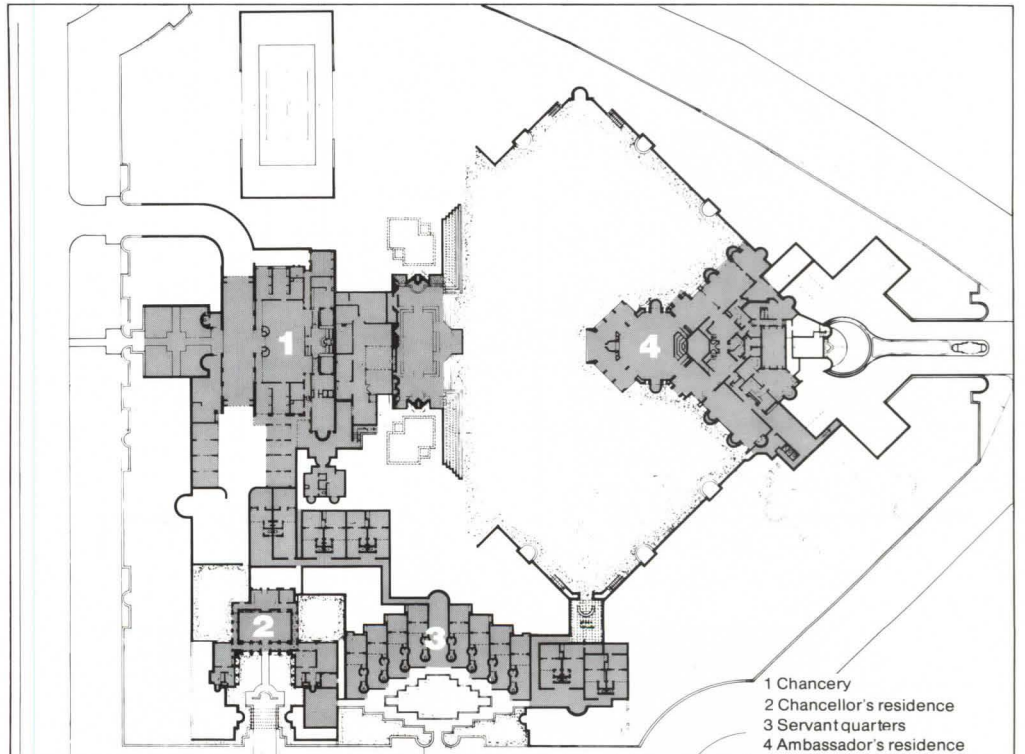 1
4
2
3
1 Chancery
2 Chancellor's residence
3 Servant quarters
4 Ambassador's residence